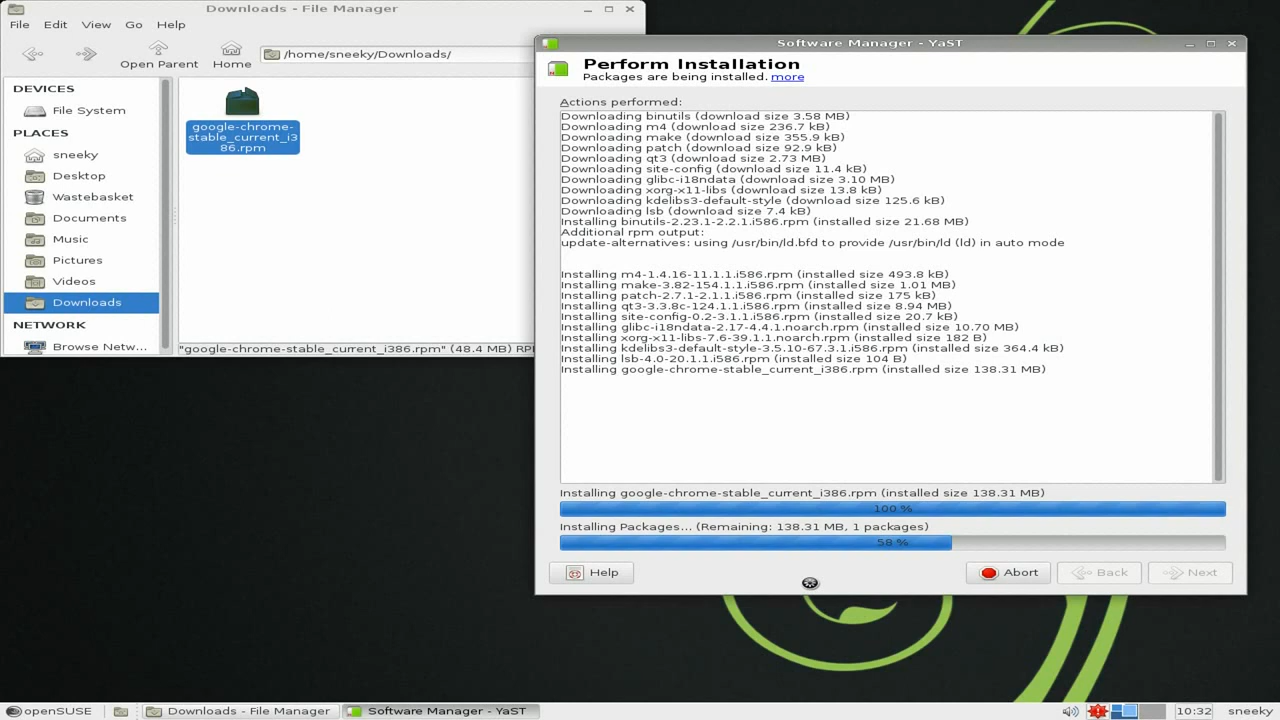 Downloads - File Manager
File Edit View Go Help
Open Parent Home /home/sneeky/Downloads/
DEVICES
File System
PLACES
sneeky
Desktop
Wastebasket
Documents
Music
Pictures
Videos
Downloads
NETWORK
Browse Netw...
google-chrome-
stable_current_i3
86.rpm
"google-chrome-stable_current_i386.rpm" (48.4 MB) RP
Software Manager - YaST
Perform Installation
Packages are being installed. more
Actions performed:
Downloading binutils (download size 3.58 MB)
Downloading m4 (download size 236.7 kB)
Downloading make (download size 355.9 kB)
Downloading patch (download size 92.9 kB)
Downloading qt3 (download size 2.73 MB)
Downloading site-config (download size 11.4 kB)
Downloading glibc-i18ndata (download size 3.10 MB)
Downloading xorg-x11-libs (download size 13.8 kB)
Downloading kdelibs3-default-style (download size 125.6 kB)
Downloading lsb (download size 7.4 kB)
Installing binutils-2.23.1-2.2.1.i586.rpm (installed size 21.68 MB)
Additional rpm output:
update-alternatives: using /usr/bin/ld.bfd to provide /usr/bin/ld (ld) in auto mode
Installing m4-1.4.16-11.1.1.i586.rpm (installed size 493.8 kB)
Installing make-3.82-154.1.1.i586.rpm (installed size 1.01 MB)
Installing patch-2.7.1-2.1.1.i586.rpm (installed size 175 kB)
Installing qt3-3.3.8c-124.1.1.i586.rpm (installed size 8.94 MB)
Installing site-config-0.2-3.1.1.i586.rpm (installed size 20.7 kB)
Installing glibc-i18ndata-2.17-4.4.1.noarch.rpm (installed size 10.70 MB)
Installing xorg-x11-libs-7.6-39.1.1.noarch.rpm (installed size 182 B)
Installing kdelibs3-default-style-3.5.10-67.3.1.i586.rpm (installed size 364.4 kB)
Installing lsb-4.0-20.1.1.i586.rpm (installed size 104 B)
Installing google-chrome-stable_current_i386.rpm (installed size 138.31 MB)
Installing google-chrome-stable_current_i386.rpm (installed size 138.31 MB)
100 %
Installing Packages... (Remaining: 138.31 MB, 1 packages)
58 %
Help Abort Back Next
openSUSE Downloads - File Manager Software Manager - YaST 10:32 sneeky